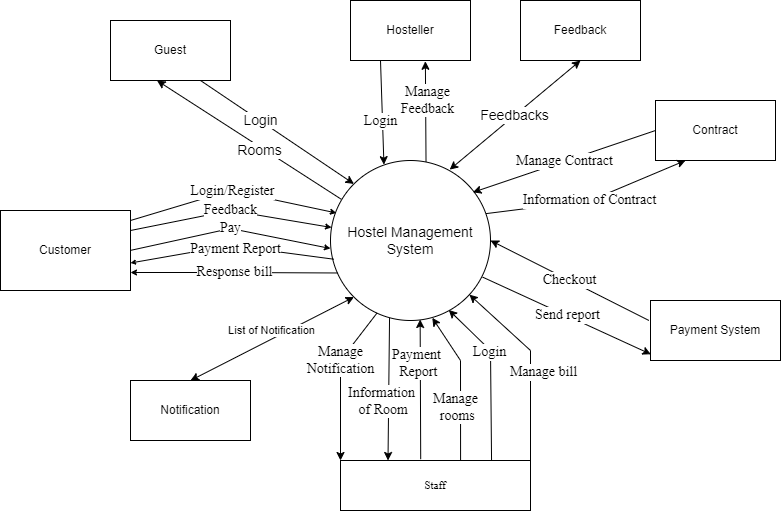 Hosteller
Feedback
Guest
Manage
Feedback
Login
Feedbacks
Login
Contract
Rooms
Manage Contract
Login/Register
Information of Contract
Feedback
Pay
Hostel Management
System
Customer
Payment Report
Response bill
Checkout
Send report
List of Notification
Payment System
Manage
Notification
Payment
Report
Login
Manage bill
Information
of Room
Manage
rooms
Notification
Staff